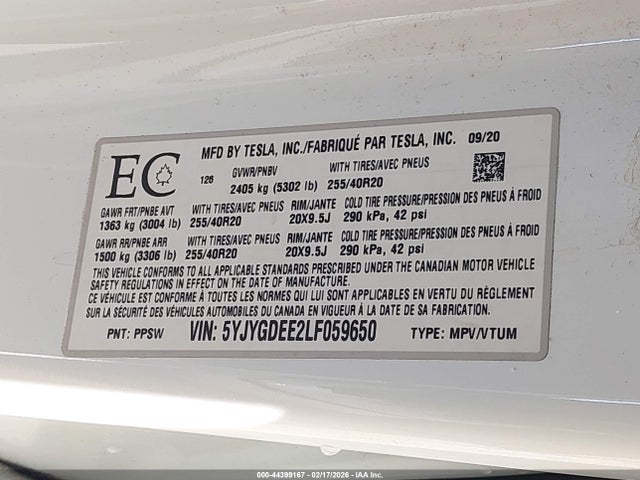 MFD BY TESLA, INC./FABRIQUÉ PAR TESLA, INC. 09/20
EC 126 GVWR/PNBV WITH TIRES/AVEC PNEUS
2405 kg (5302 lb) 255/40R20
GAWR FRT/PNBE AVT WITH TIRES/AVEC PNEUS RIM/JANTE COLD TIRE PRESSURE/PRESSION DES PNEUS À FROID
1363 kg (3004 lb) 255/40R20 20X9.5J 290 kPa, 42 psi
GAWR RR/PNBE ARR WITH TIRES/AVEC PNEUS RIM/JANTE COLD TIRE PRESSURE/PRESSION DES PNEUS À FROID
1500 kg (3306 lb) 255/40R20 20X9.5J 290 kPa, 42 psi
THIS VEHICLE CONFORMS TO ALL APPLICABLE STANDARDS PRESCRIBED UNDER THE CANADIAN MOTOR VEHICLE
SAFETY REGULATIONS IN EFFECT ON THE DATE OF MANUFACTURE.
CE VÉHICULE EST CONFORME À TOUTES LES NORMES QUI LUI SONT APPLICABLES EN VERTU DU RÈGLEMENT
SUR LA SÉCURITÉ DES VÉHICULES AUTOMOBILES DU CANADA EN VIGUEUR À LA DATE DE SA FABRICATION.
PNT: PPSW VIN: 5YJYGDEE2LF059650 TYPE: MPV/VTUM
000-44399167 - 02/17/2026 - © IAA Inc.